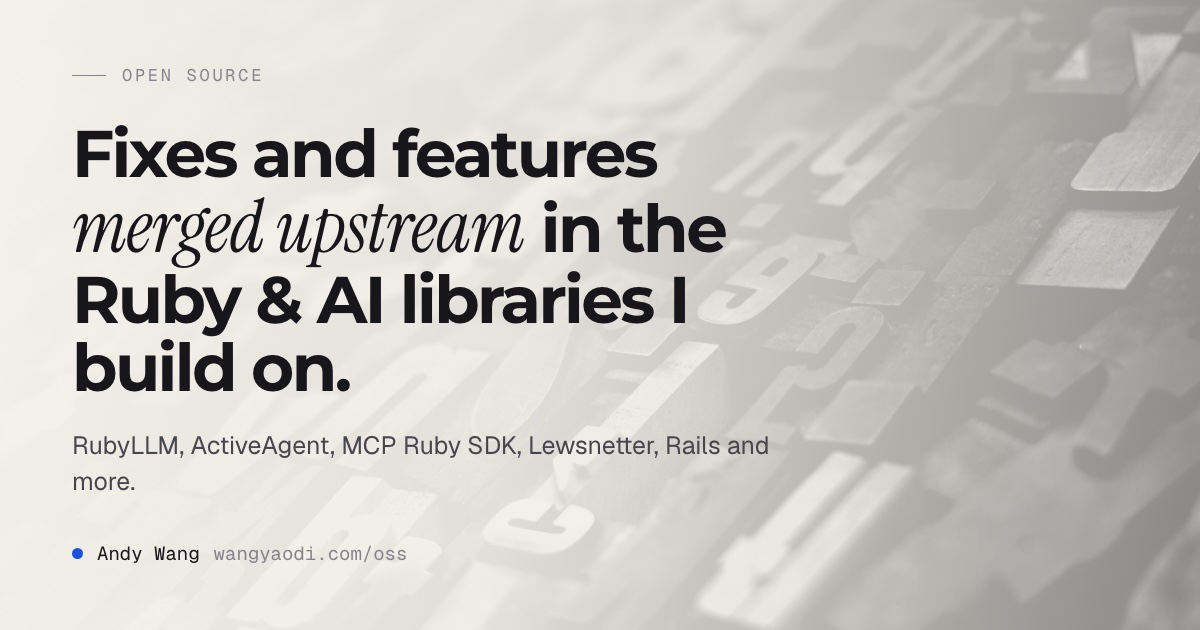 OPEN SOURCE
Fixes and features
merged upstream in the
Ruby & AI libraries I
build on.
RubyLLM, ActiveAgent, MCP Ruby SDK, Lewsnetter, Rails and
more.
Andy Wang wangyaodi.com/oss